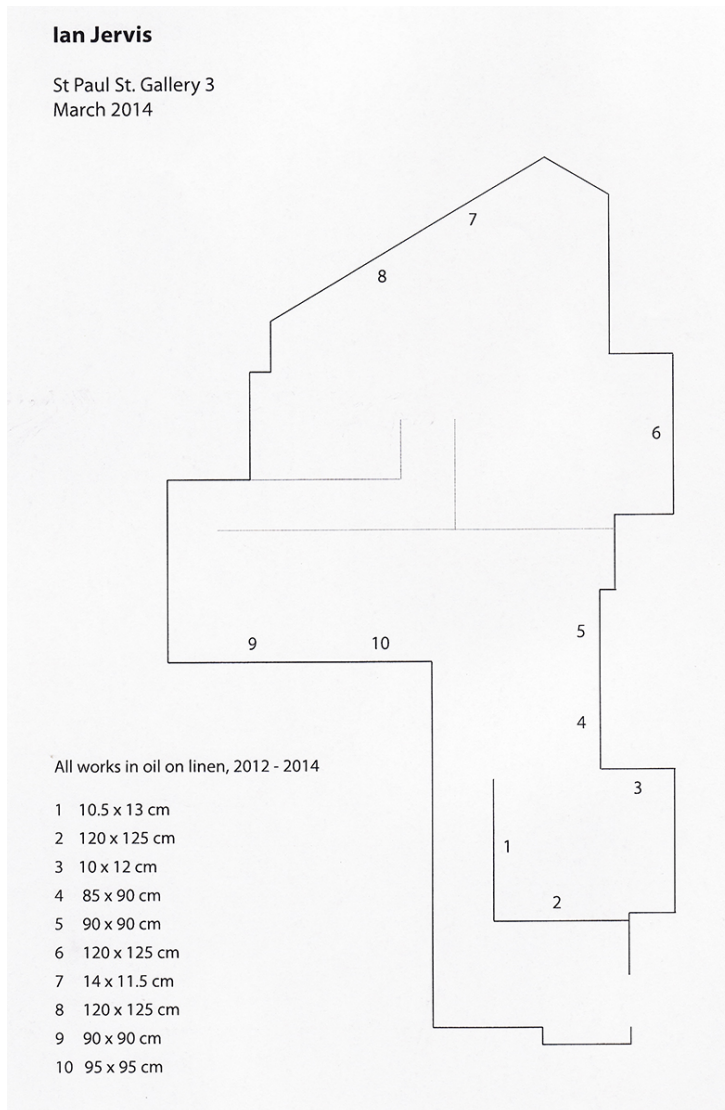 Ian Jervis
St Paul St. Gallery 3
March 2014
7
8
6
9
10
5
4
3
1
2
All works in oil on linen, 2012 - 2014
1 10.5 x 13 cm
2 120 x 125 cm
3 10 x 12 cm
4 85 x 90 cm
5 90 x 90 cm
6 120 x 125 cm
7 14 x 11.5 cm
8 120 x 125 cm
9 90 x 90 cm
10 95 x 95 cm